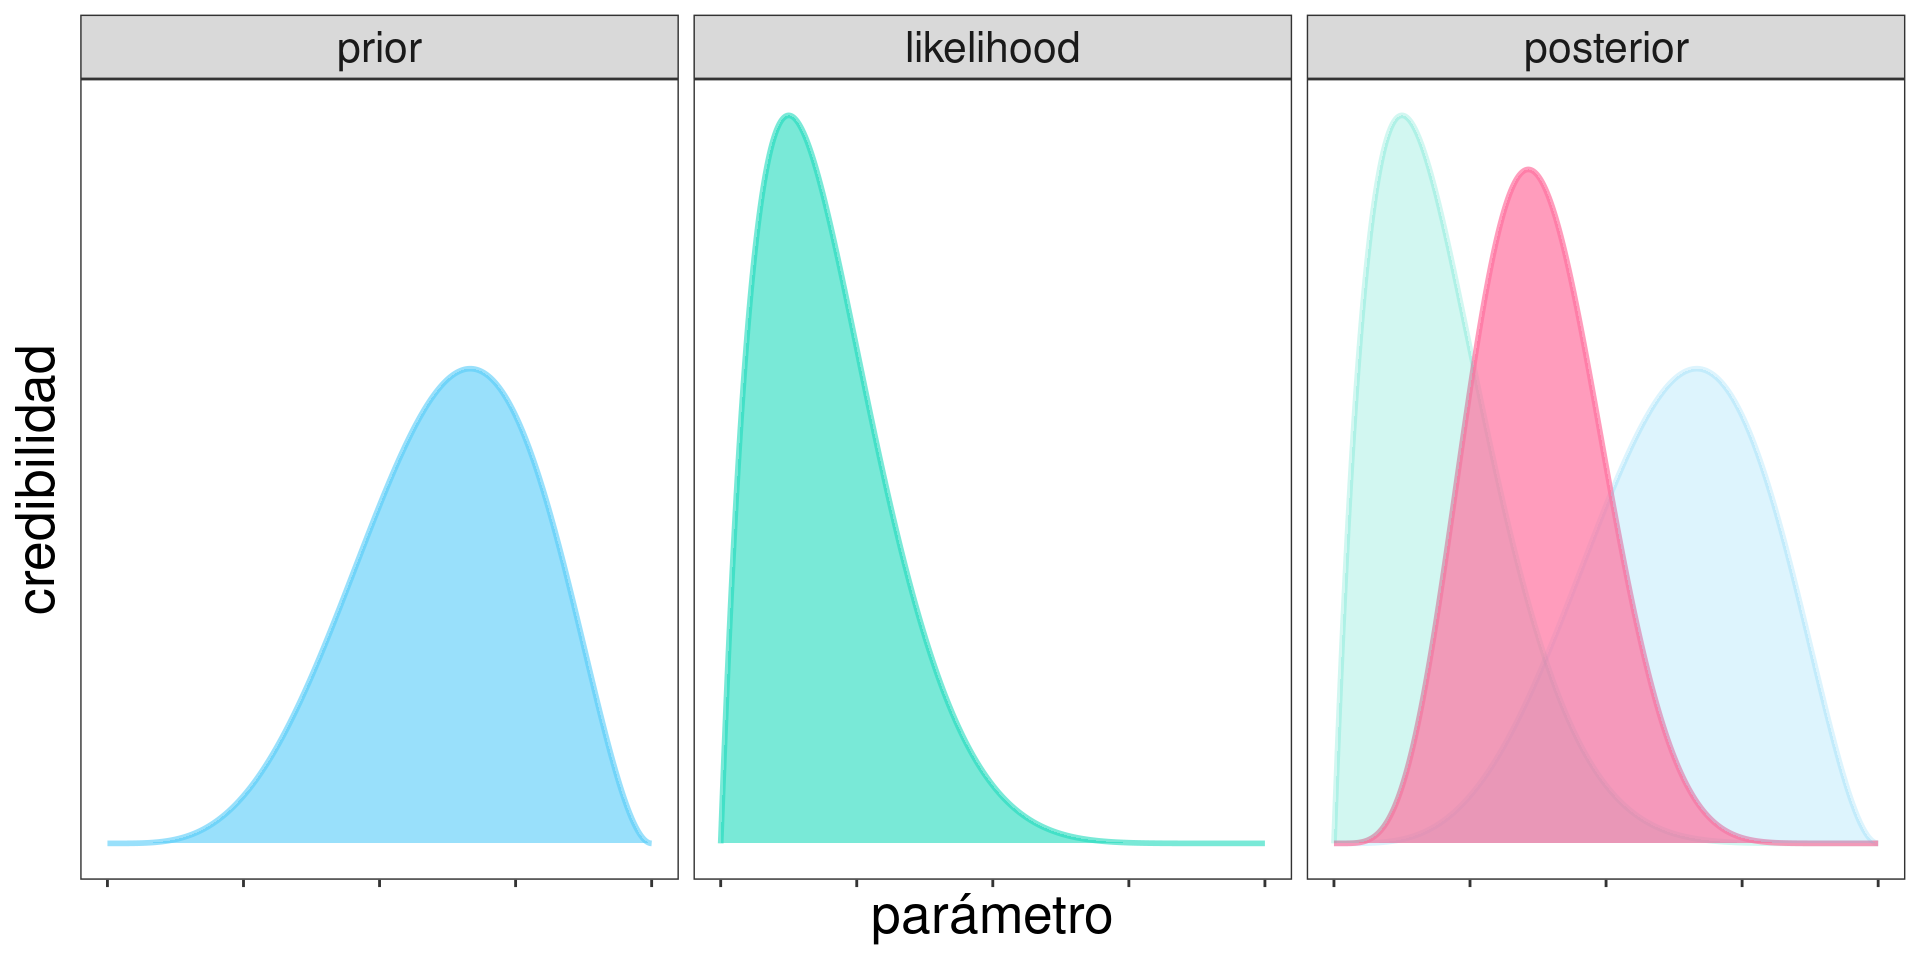 prior
likelihood
posterior
credibilidad
parámetro